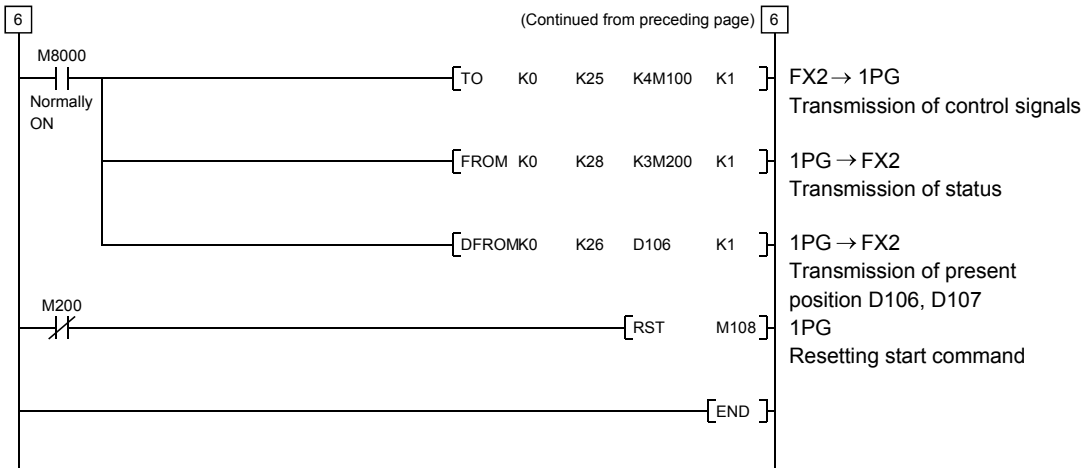 6 (Continued from preceding page) 6
M8000
Normally
ON
TO K0 K25 K4M100 K1
FX2 → 1PG
Transmission of control signals
FROM K0 K28 K3M200 K1
1PG → FX2
Transmission of status
DFROMK0 K26 D106 K1
1PG → FX2
Transmission of present
position D106, D107
M200
RST M108
1PG
Resetting start command
END